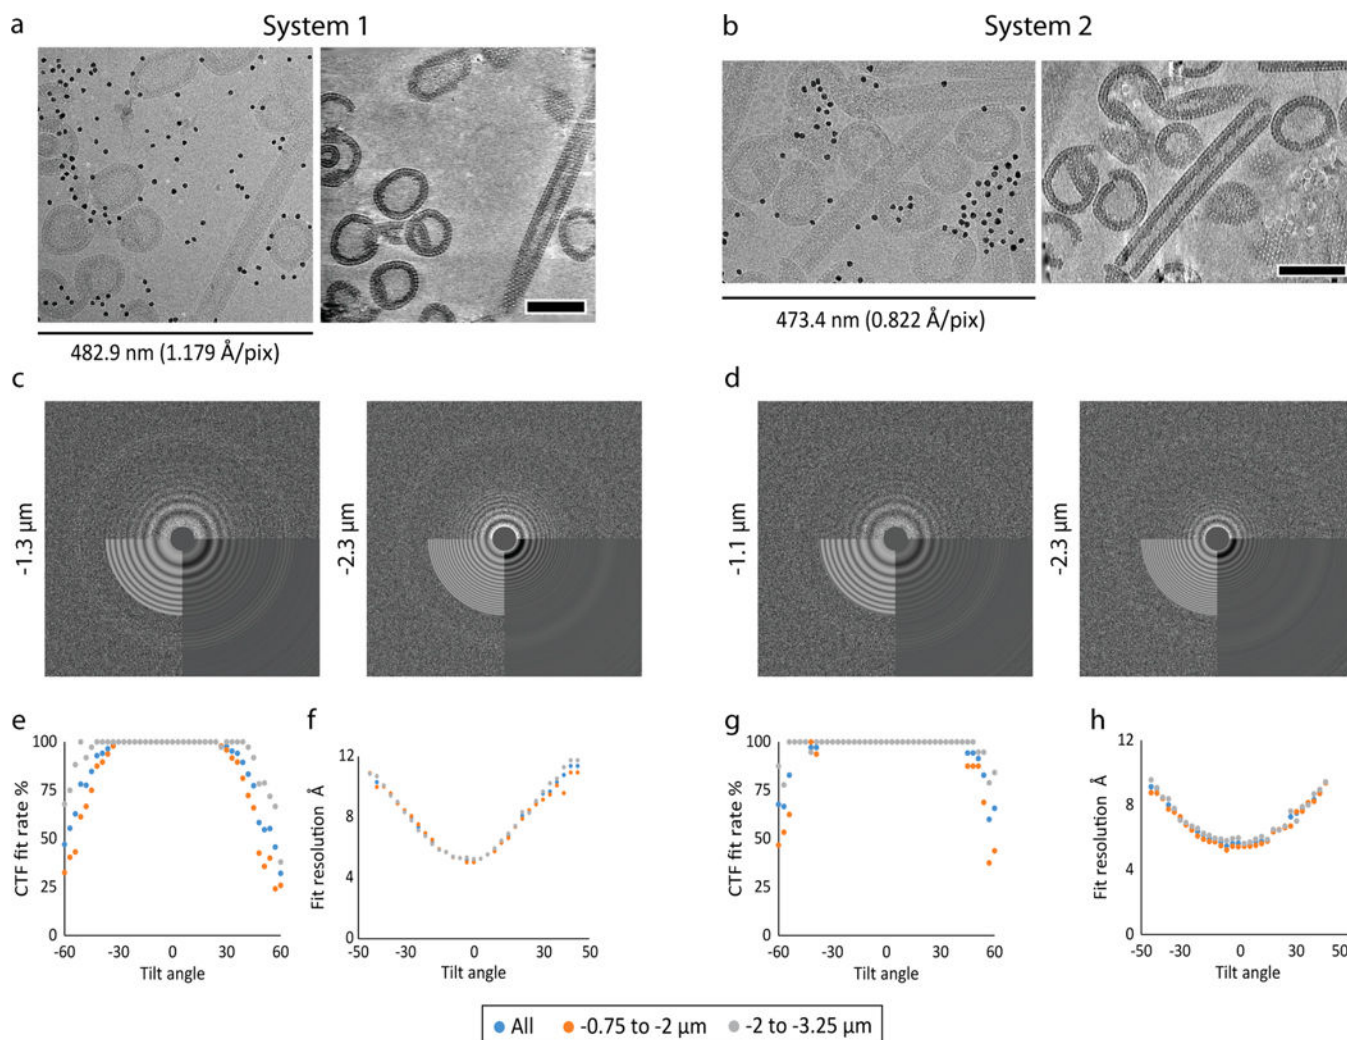 a System 1
b System 2
482.9 nm (1.179 Å/pix)
473.4 nm (0.822 Å/pix)
c
d
-1.3 µm
-2.3 µm
-1.1 µm
-2.3 µm
e
f
g
h
CTF fit rate %
100
75
50
25
0
-60 -30 0 30 60
Tilt angle
Fit resolution Å
12
8
4
0
-50 -30 0 30 50
Tilt angle
CTF fit rate %
100
75
50
25
0
-60 -30 0 30 60
Tilt angle
Fit resolution Å
12
8
4
0
-50 -30 0 30 50
Tilt angle
All -0.75 to -2 µm -2 to -3.25 µm